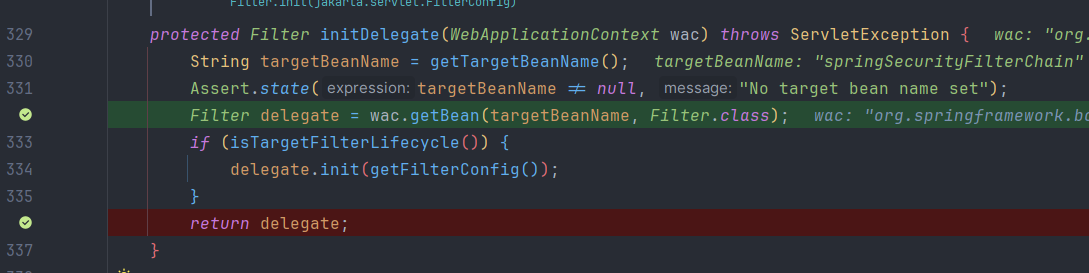 Filter.init(jakarta.servlet.FilterConfig)
329 protected Filter initDelegate(WebApplicationContext wac) throws ServletException { wac: "org.
330 String targetBeanName = getTargetBeanName(); targetBeanName: "springSecurityFilterChain"
331 Assert.state( expression: targetBeanName ≠ null, message: "No target bean name set");
Filter delegate = wac.getBean(targetBeanName, Filter.class); wac: "org.springframework.bo
333 if (isTargetFilterLifecycle()) {
334 delegate.init(getFilterConfig());
335 }
return delegate;
337 }